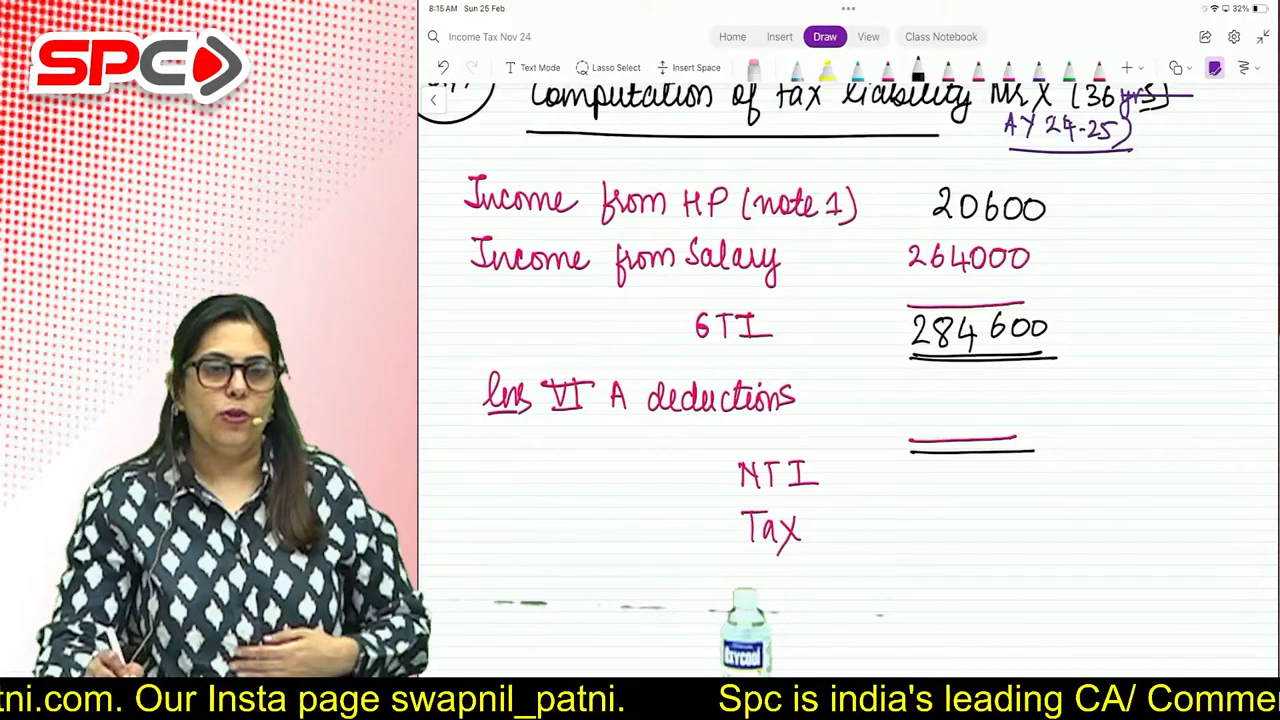 8:15 AM Sun 25 Feb
32%
Income Tax Nov 24
Home Insert Draw View Class Notebook
Text Mode Lasso Select Insert Space
SPC
Computation of tax liability Mr X (36 yrs)
AY 24-25)
Income from HP (note 1) 20600
Income from Salary 264000
GTI 284600
less VI A deductions
NTI
Tax
Oxycool
tni.com. Our Insta page swapnil_patni. Spc is india's leading CA/ Comme